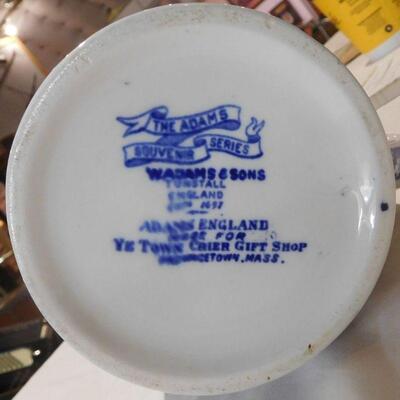 THE ADAMS
SOUVENIR SERIES
W. ADAMS & SONS
TUNSTALL
ENGLAND
1657
ADAMS ENGLAND
MADE FOR
YE TOWN CRIER GIFT SHOP
PROVINCETOWN, MASS.